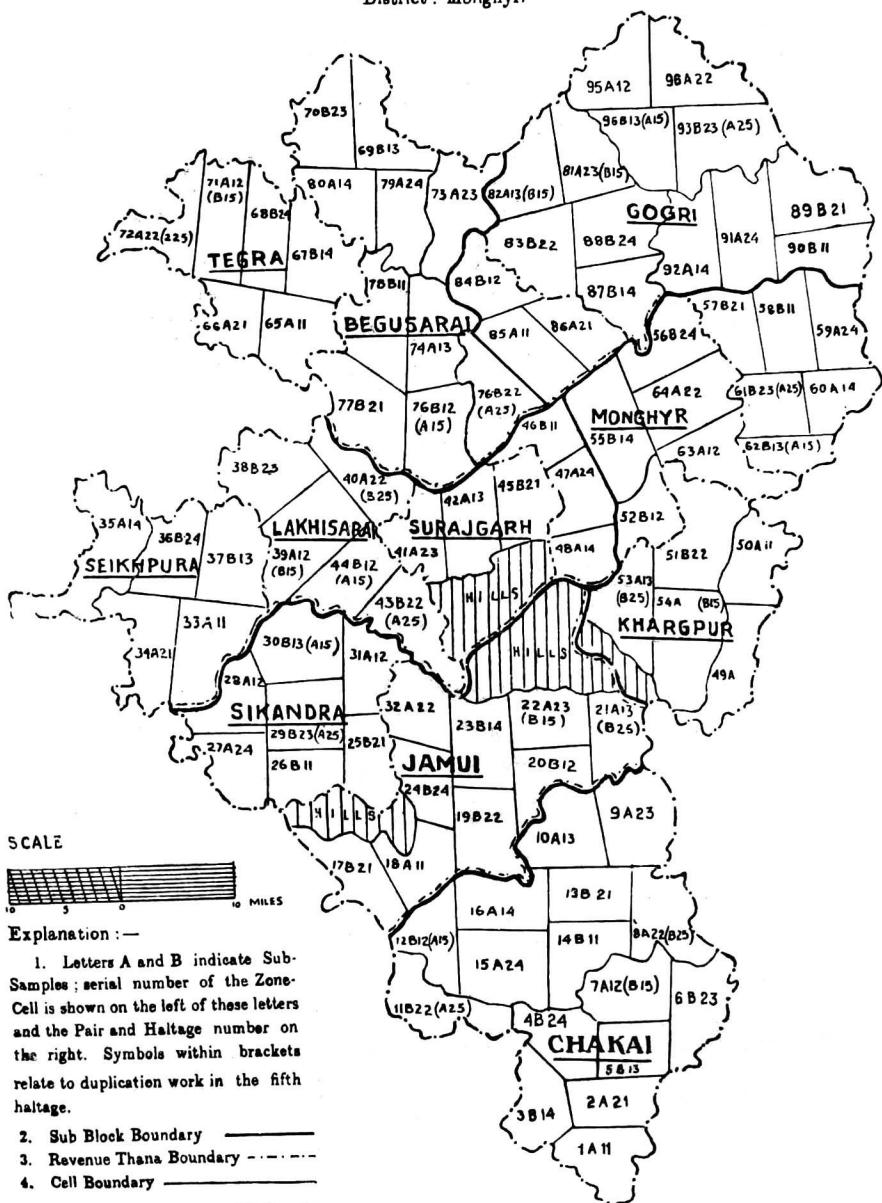 District : Monghyr.
95A12
96A22
70B23
69B13
96B13(A15)
93B23(A25)
71A12
(B15)
80A14
79A24
73A23
82A13(B15)
81A23(B15)
68B24
GOGRI
89B21
72A22(225)
67B14
83B22
88B24
91A24
90B11
TEGRA
78B11
84B12
92A14
87B14
57B21
58B11
66A21
65A11
BEGUSARAI
85A11
86A21
56B24
59A24
74A13
64A22
61B23(A25)
60A14
77B21
76B12
(A15)
76B22
(A25)
46B11
MONGHYR
55B14
62B13(A15)
63A12
38B23
40A22
(B25)
42A13
45B21
47A24
35A14
36B24
37B13
LAKHISARAI
SURAJGARH
52B12
SEIKHPURA
39A12
(B15)
44B12
(A15)
41A23
48A14
51B22
50A11
43B22
(A25)
HILLS
53A13
(B25)
54A (B15)
33A11
HILLS
KHARGPUR
34A21
30B13(A15)
31A12
49A
28A12
32A22
22A23
(B15)
21A13
(B25)
SIKANDRA
23B14
27A24
29B23(A25)
25B21
JAMUI
20B12
26B11
24B24
HILLS
19B22
10A13
9A23
SCALE
17B21
18A11
10 5 0 10 MILES
16A14
13B21
12B12(A15)
14B11
8A22(B25)
15A24
7A12(B15)
6B23
11B22(A25)
4B24
CHAKAI
5B13
3B14
2A21
1A11
Explanation :—
1. Letters A and B indicate Sub-
Samples ; serial number of the Zone-
Cell is shown on the left of these letters
and the Pair and Haltage number on
the right. Symbols within brackets
relate to duplication work in the fifth
haltage.
2. Sub Block Boundary
3. Revenue Thana Boundary
4. Cell Boundary